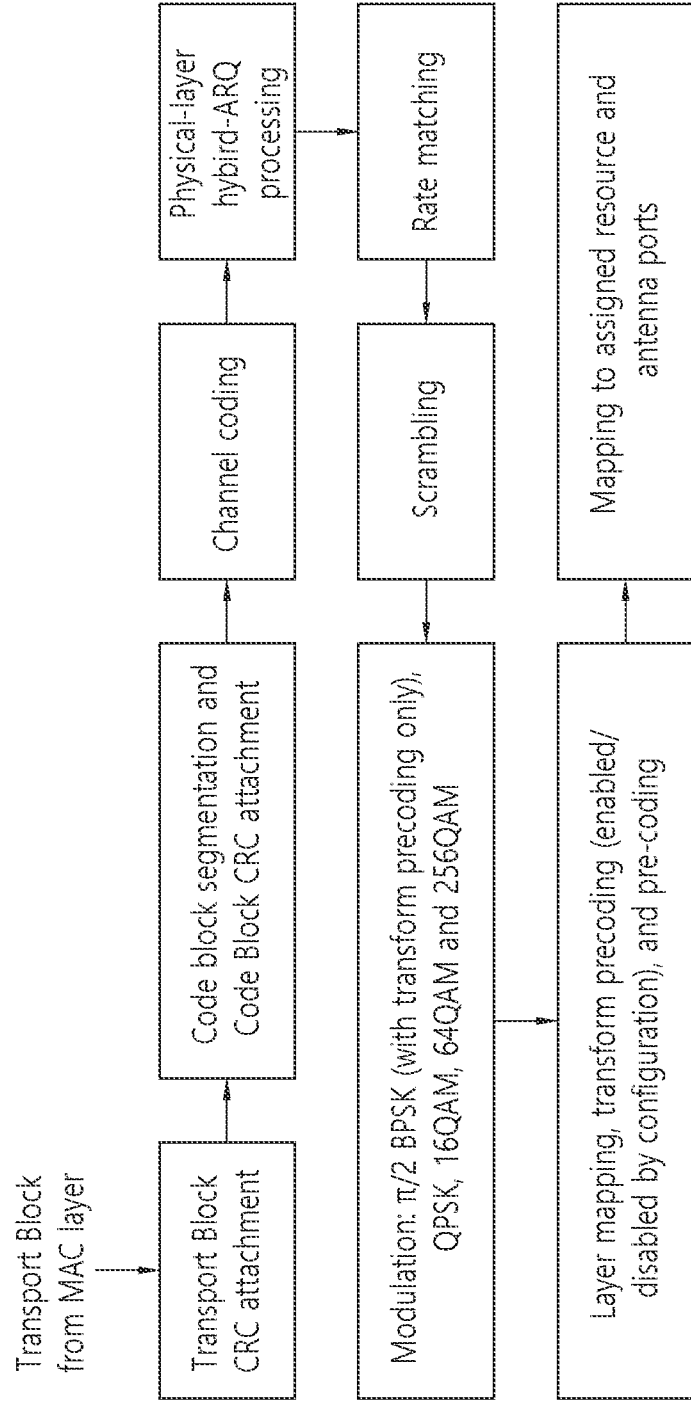 Transport Block
from MAC layer
Transport Block
CRC attachment
Code block segmentation and
Code Block CRC attachment
Channel coding
Physical-layer
hybird-ARQ
processing
Rate matching
Scrambling
Modulation: π/2 BPSK (with transform precoding only),
QPSK, 16QAM, 64QAM and 256QAM
Layer mapping, transform precoding (enabled/
disabled by configuration), and pre-coding
Mapping to assigned resource and
antenna ports